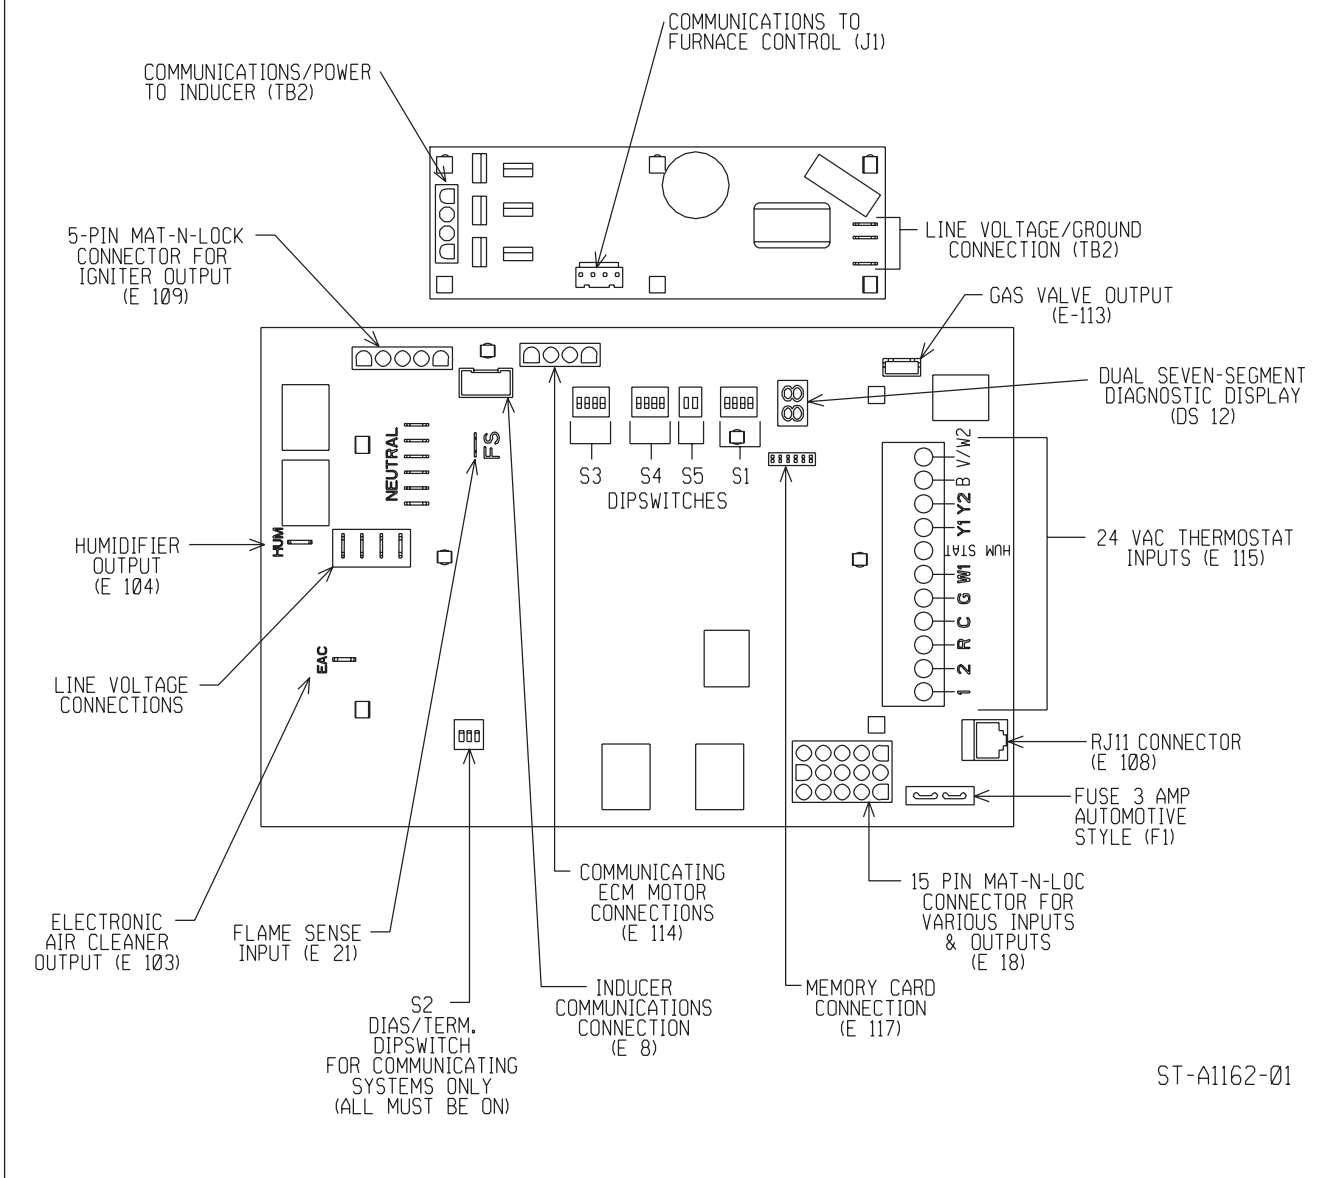 COMMUNICATIONS TO
FURNACE CONTROL (J1)
COMMUNICATIONS/POWER
TO INDUCER (TB2)
5-PIN MAT-N-LOCK
CONNECTOR FOR
IGNITER OUTPUT
(E 109)
LINE VOLTAGE/GROUND
CONNECTION (TB2)
GAS VALVE OUTPUT
(E-113)
DUAL SEVEN-SEGMENT
DIAGNOSTIC DISPLAY
(DS 12)
NEUTRAL
FS
S3
S4
S5
S1
DIPSWITCHES
V/W2
B
Y2
Y1
HUM STAT
W1
G
C
R
2
1
24 VAC THERMOSTAT
INPUTS (E 115)
HUM
HUMIDIFIER
OUTPUT
(E 104)
EAC
LINE VOLTAGE
CONNECTIONS
RJ11 CONNECTOR
(E 108)
FUSE 3 AMP
AUTOMOTIVE
STYLE (F1)
15 PIN MAT-N-LOC
CONNECTOR FOR
VARIOUS INPUTS
& OUTPUTS
(E 18)
COMMUNICATING
ECM MOTOR
CONNECTIONS
(E 114)
ELECTRONIC
AIR CLEANER
OUTPUT (E 103)
FLAME SENSE
INPUT (E 21)
S2
DIAS/TERM.
DIPSWITCH
FOR COMMUNICATING
SYSTEMS ONLY
(ALL MUST BE ON)
INDUCER
COMMUNICATIONS
CONNECTION
(E 8)
MEMORY CARD
CONNECTION
(E 117)
ST-A1162-01